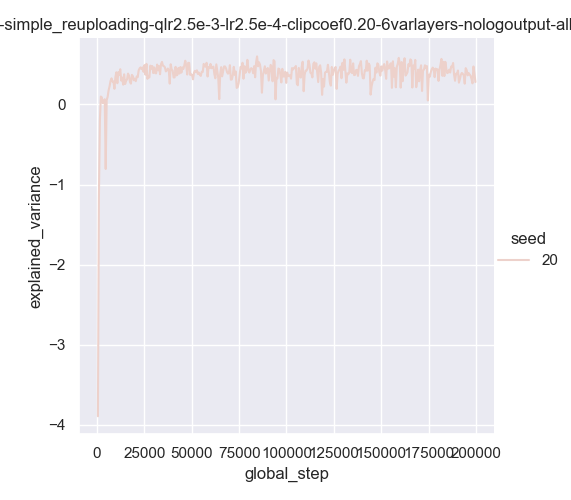 -simple_reuploading-qlr2.5e-3-lr2.5e-4-clipcoef0.20-6varlayers-nologoutput-all
0
−1
−2
−3
−4
explained_variance
0 25000 50000 75000 100000 125000 150000 175000 200000
global_step
seed
20